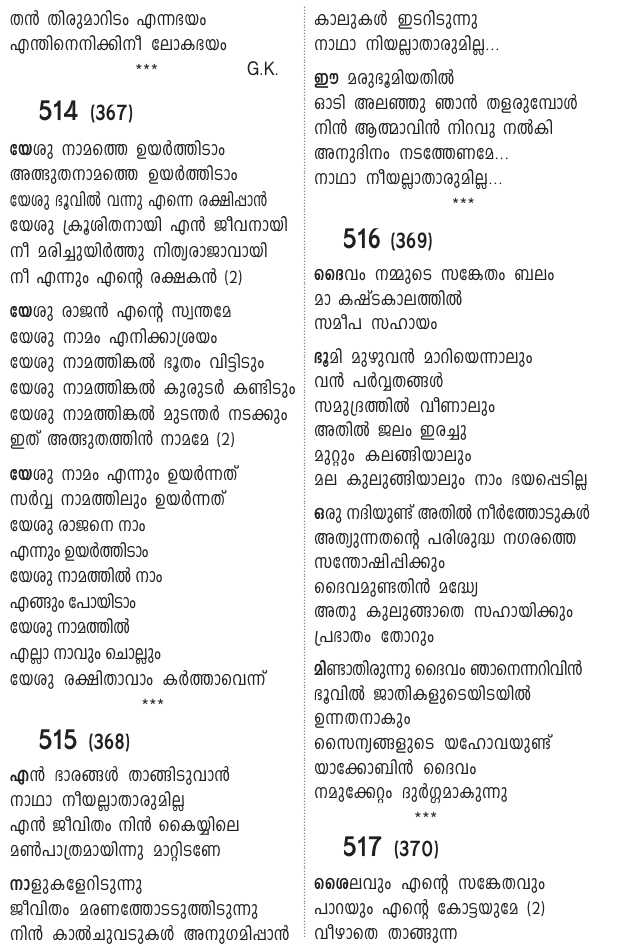 തൻ തിരുമാറിടം എന്നഭയം
എന്തിനെനിക്കിനീ ലോകഭയം
*** G.K.
514 (367)
യേശു നാമത്തെ ഉയർത്തിടാം
അത്ഭുതനാമത്തെ ഉയർത്തിടാം
യേശു ഭൂവിൽ വന്നു എന്നെ രക്ഷിപ്പാൻ
യേശു ക്രൂശിതനായി എൻ ജീവനായി
നീ മരിച്ചുയിർത്തു നിത്യരാജാവായി
നീ എന്നും എന്റെ രക്ഷകൻ (2)
യേശു രാജൻ എന്റെ സ്വന്തമേ
യേശു നാമം എനിക്കാശ്രയം
യേശു നാമത്തിങ്കൽ ഭൂതം വിട്ടിടും
യേശു നാമത്തിങ്കൽ കുരുടർ കണ്ടിടും
യേശു നാമത്തിങ്കൽ മുടന്തർ നടക്കും
ഇത് അത്ഭുതത്തിൻ നാമമേ (2)
യേശു നാമം എന്നും ഉയർന്നത്
സർവ്വ നാമത്തിലും ഉയർന്നത്
യേശു രാജനെ നാം
എന്നും ഉയർത്തിടാം
യേശു നാമത്തിൽ നാം
എങ്ങും പോയിടാം
യേശു നാമത്തിൽ
എല്ലാ നാവും ചൊല്ലും
യേശു രക്ഷിതാവാം കർത്താവെന്ന്
***
515 (368)
എൻ ഭാരങ്ങൾ താങ്ങിടുവാൻ
നാഥാ നീയല്ലാതാരുമില്ല
എൻ ജീവിതം നിൻ കൈയ്യിലെ
മൺപാത്രമായിന്നു മാറ്റിടണേ
നാളുകളേറിടുന്നു
ജീവിതം മരണത്തോടടുത്തിടുന്നു
നിൻ കാൽചുവടുകൾ അനുഗമിപ്പാൻ
കാലുകൾ ഇടറിടുന്നു
നാഥാ നിയല്ലാതാരുമില്ല...
ഈ മരുഭൂമിയതിൽ
ഓടി അലഞ്ഞു ഞാൻ തളരുമ്പോൾ
നിൻ ആത്മാവിൻ നിറവു നൽകി
അനുദിനം നടത്തേണമേ...
നാഥാ നീയല്ലാതാരുമില്ല...
***
516 (369)
ദൈവം നമ്മുടെ സങ്കേതം ബലം
മാ കഷ്ടകാലത്തിൽ
സമീപ സഹായം
ഭൂമി മുഴുവൻ മാറിയെന്നാലും
വൻ പർവ്വതങ്ങൾ
സമുദ്രത്തിൽ വീണാലും
അതിൽ ജലം ഇരച്ചു
മുറ്റും കലങ്ങിയാലും
മല കുലുങ്ങിയാലും നാം ഭയപ്പെടില്ല
ഒരു നദിയുണ്ട് അതിൽ നീർത്തോടുകൾ
അത്യുന്നതന്റെ പരിശുദ്ധ നഗരത്തെ
സന്തോഷിപ്പിക്കും
ദൈവമുണ്ടതിൻ മദ്ധ്യേ
അതു കുലുങ്ങാതെ സഹായിക്കും
പ്രഭാതം തോറും
മിണ്ടാതിരുന്നു ദൈവം ഞാനെന്നറിവിൻ
ഭൂവിൽ ജാതികളുടെയിടയിൽ
ഉന്നതനാകും
സൈന്യങ്ങളുടെ യഹോവയുണ്ട്
യാക്കോബിൻ ദൈവം
നമുക്കേറ്റം ദുർഗ്ഗമാകുന്നു
***
517 (370)
ശൈലവും എന്റെ സങ്കേതവും
പാറയും എന്റെ കോട്ടയുമേ (2)
വീഴാതെ താങ്ങുന്ന